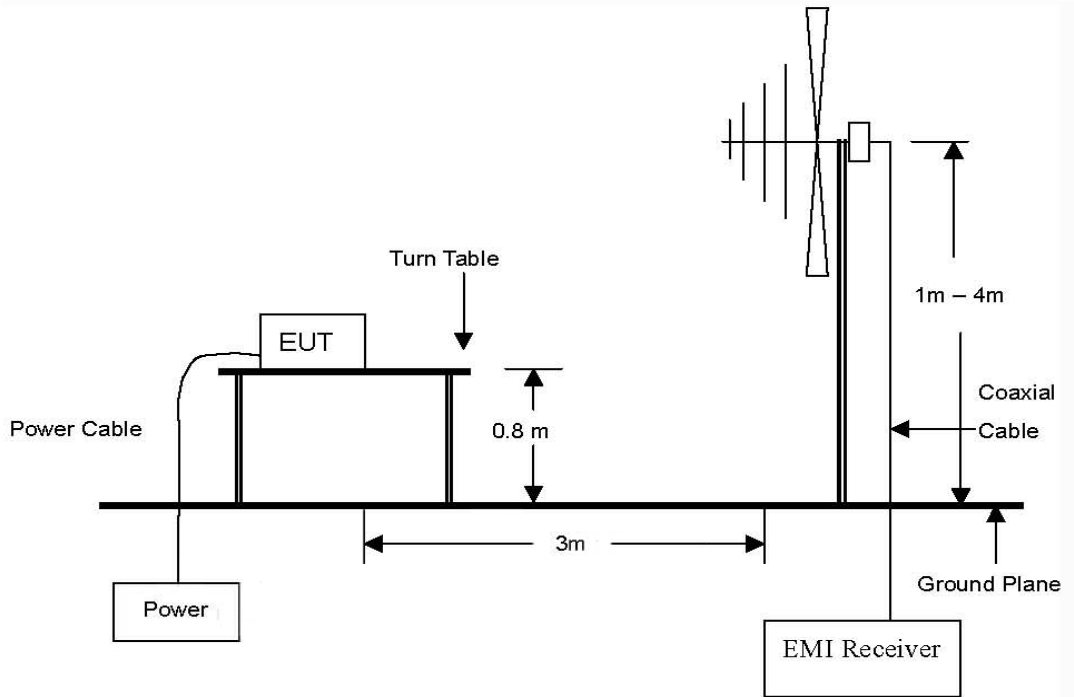 Turn Table
1m – 4m
EUT
Coaxial
Cable
Power Cable
0.8 m
3m
Ground Plane
Power
EMI Receiver